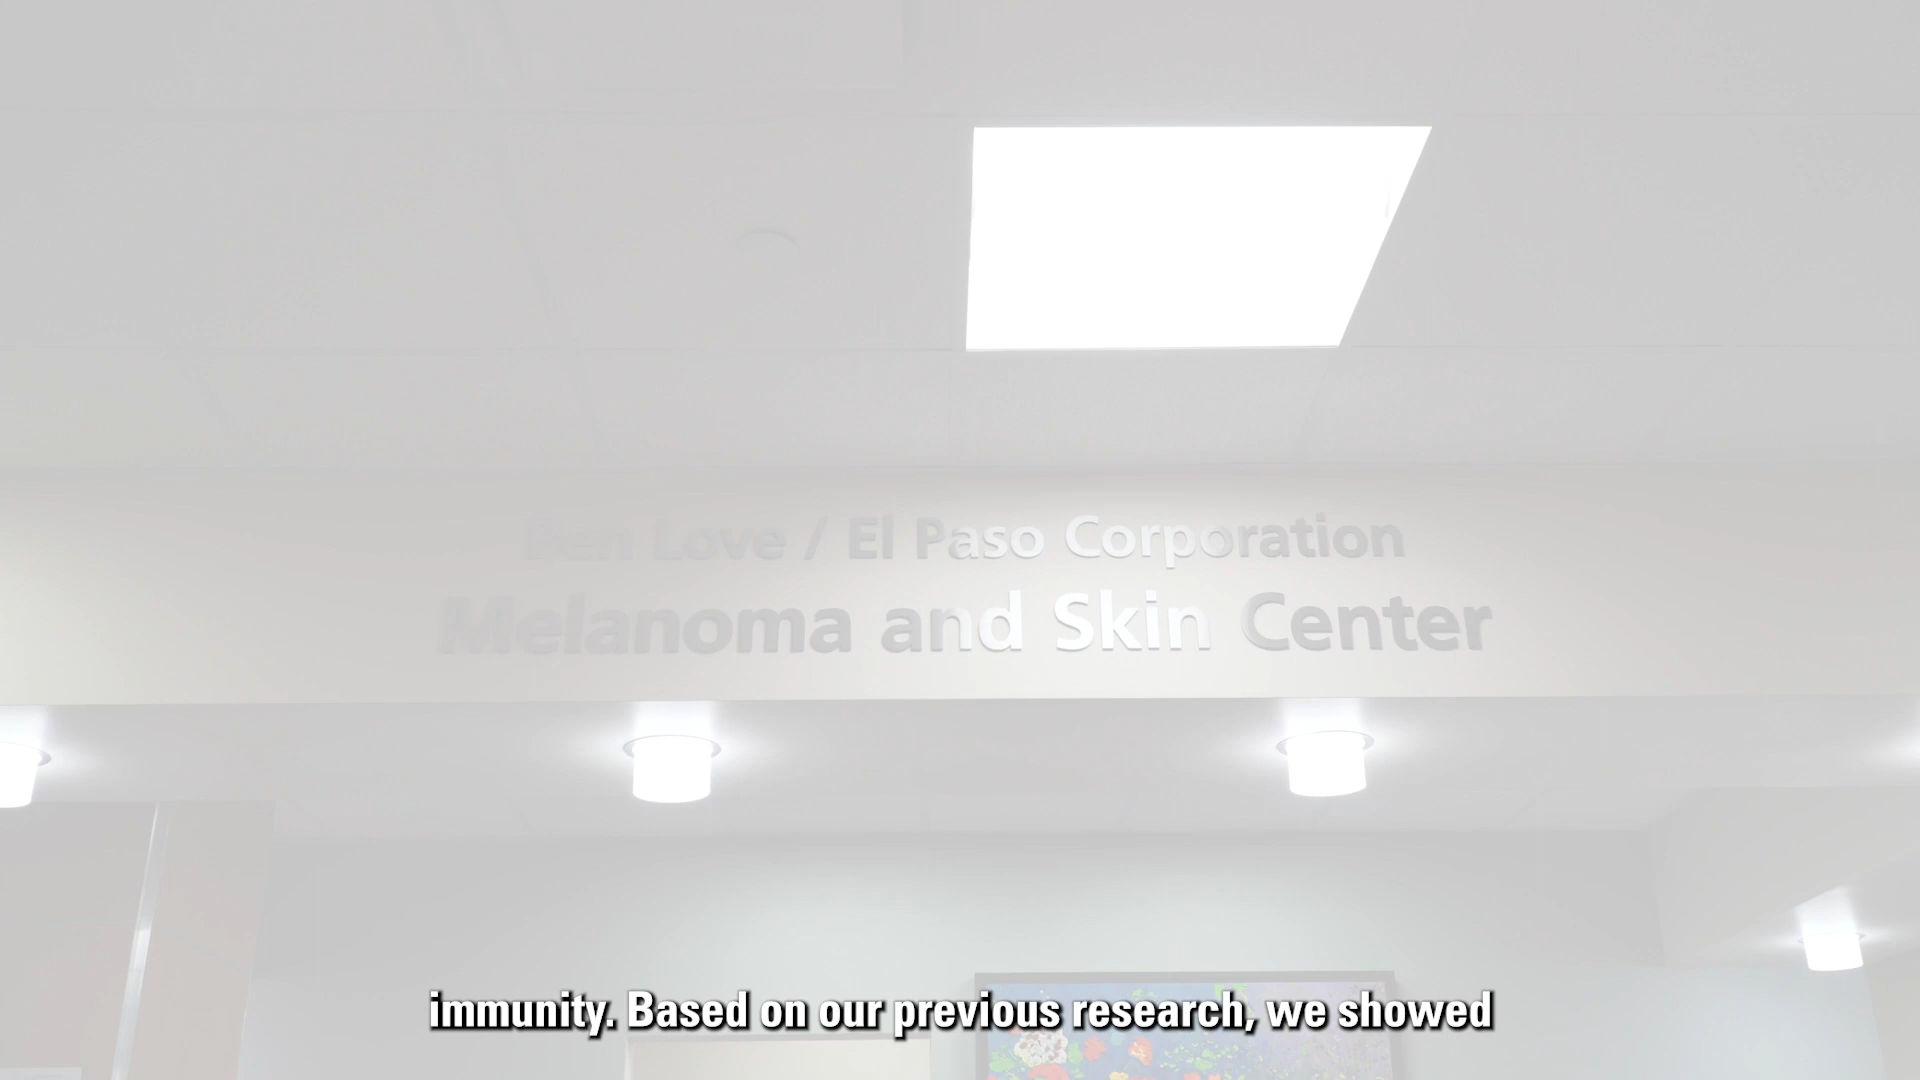 Ben Love / El Paso Corporation
Melanoma and Skin Center
immunity. Based on our previous research, we showed